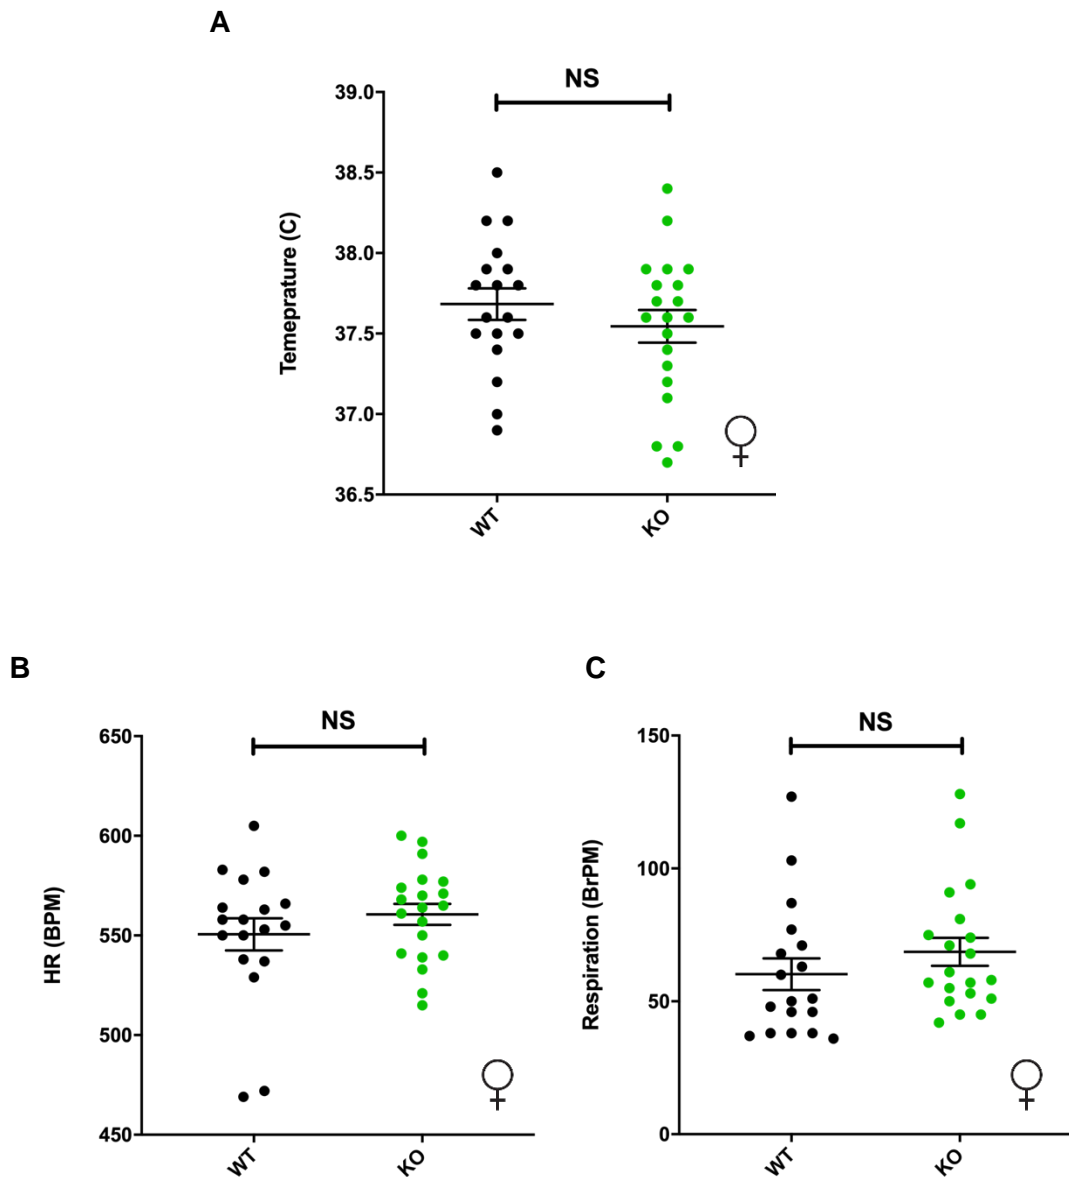 A
NS
39.0
38.5
38.0
37.5
37.0
36.5
Temeprature (C)
WT
KO
B
NS
650
600
550
500
450
HR (BPM)
WT
KO
C
NS
150
100
50
0
Respiration (BrPM)
WT
KO